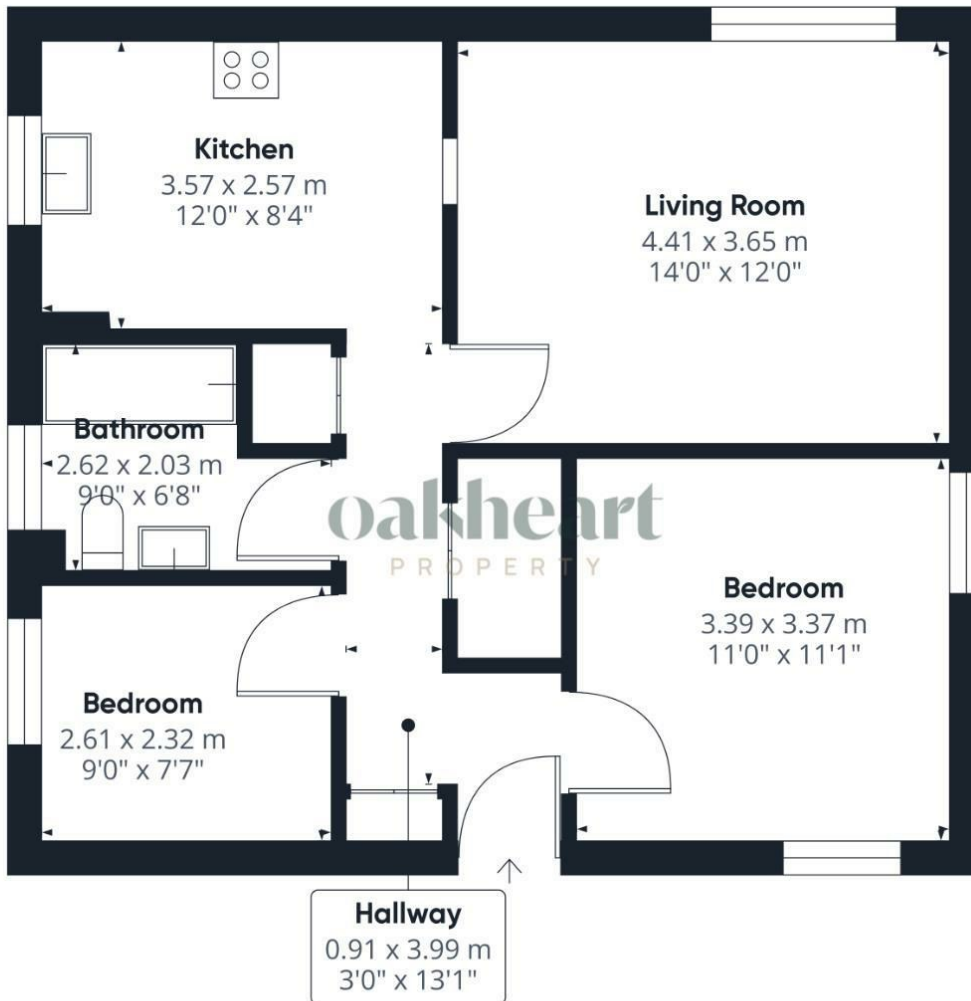 Kitchen
3.57 x 2.57 m
12'0" x 8'4"
Living Room
4.41 x 3.65 m
14'0" x 12'0"
Bathroom
2.62 x 2.03 m
9'0" x 6'8"
oakheart
PROPERTY
Bedroom
3.39 x 3.37 m
11'0" x 11'1"
Bedroom
2.61 x 2.32 m
9'0" x 7'7"
Hallway
0.91 x 3.99 m
3'0" x 13'1"